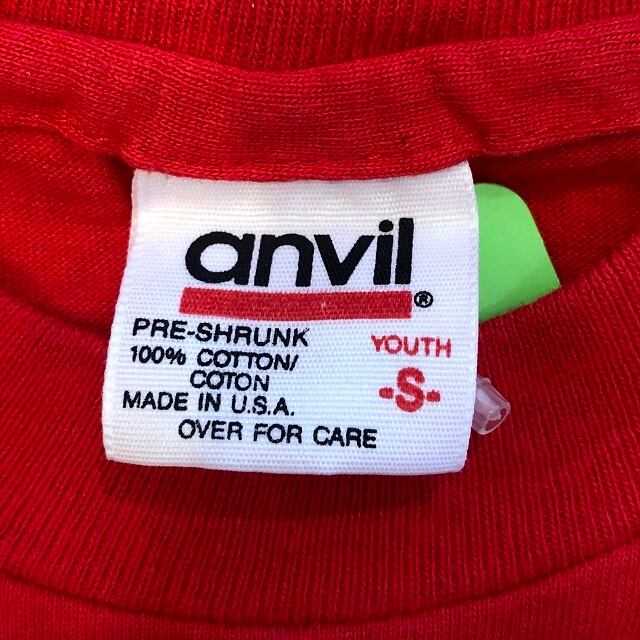 anvil®
PRE-SHRUNK
100% COTTON/
COTON
MADE IN U.S.A.
OVER FOR CARE
YOUTH
-S-